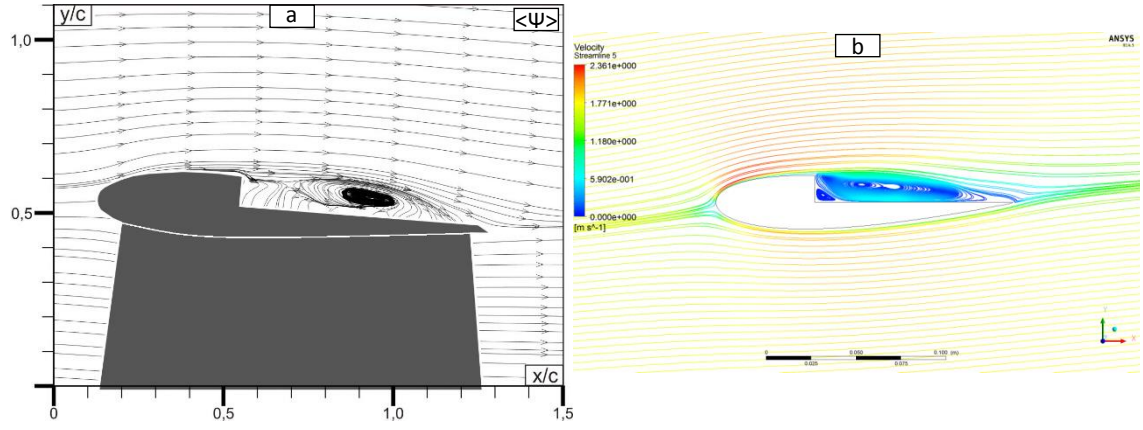 y/c
a
<Ψ>
1,0
0,5
x/c
0
0,5
1,0
1,5
b
ANSYS
Velocity
Streamline 5
2.361e+000
1.771e+000
1.180e+000
5.902e-001
0.000e+000
[m s^-1]
0
0.050
0.100 (m)
0.025
0.075
X